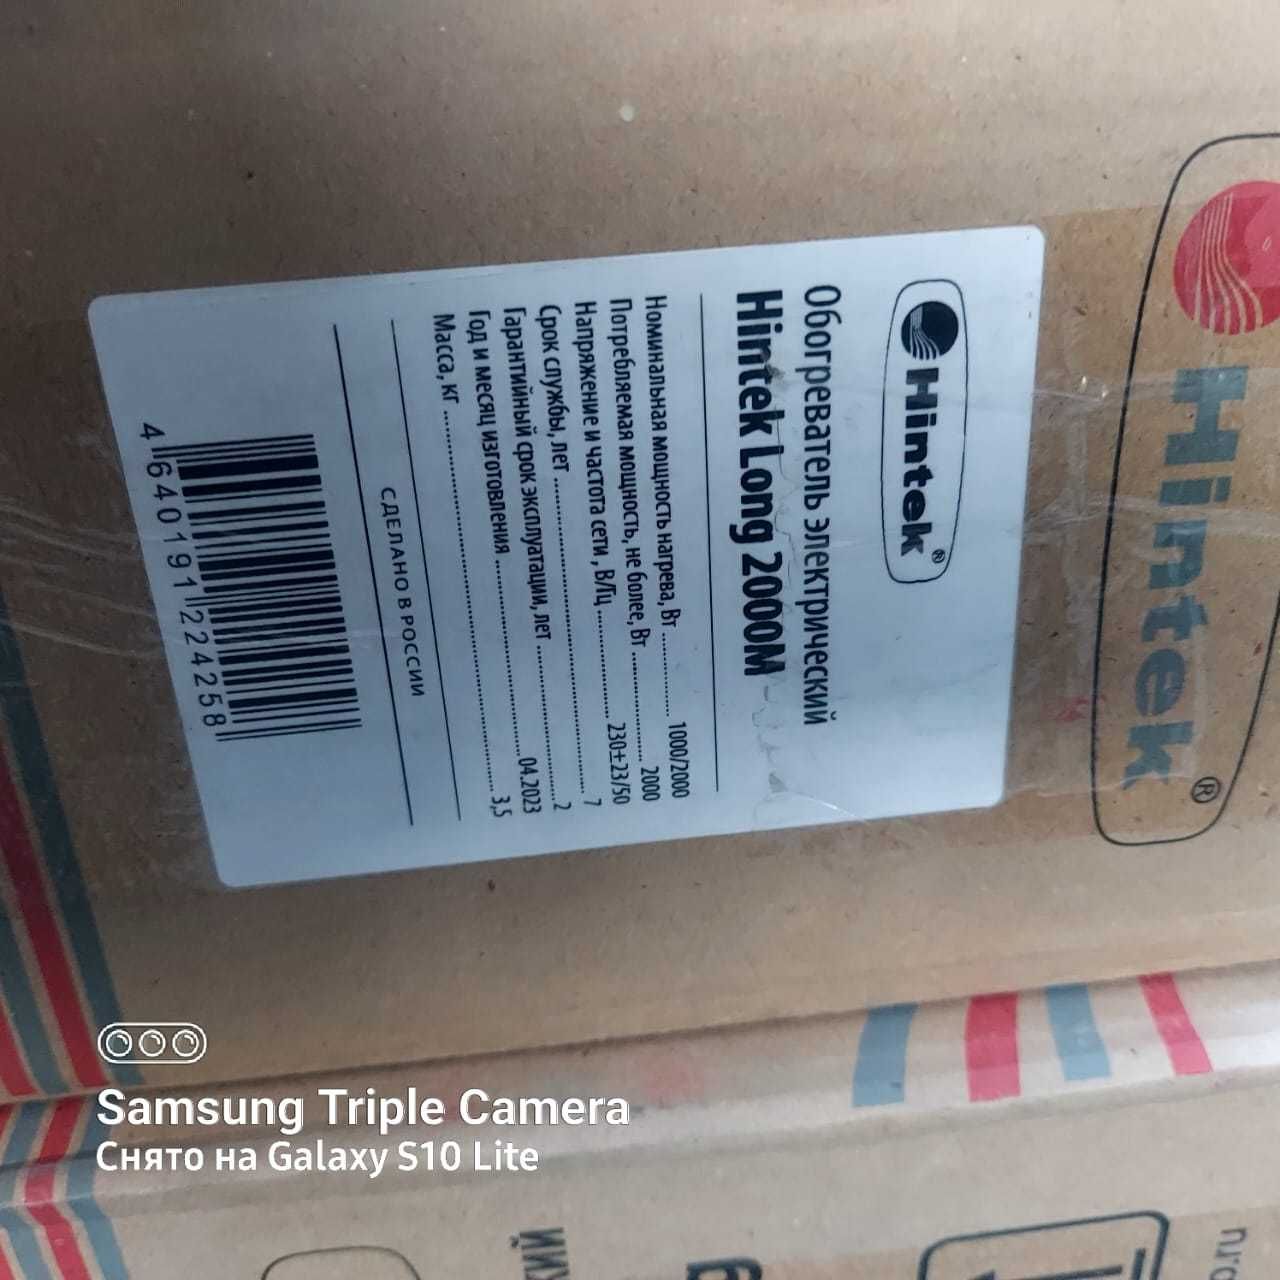 Hintek®
Обогреватель электрический
Hintek Long 2000М
Номинальная мощность нагрева, Вт ............ 1000/2000
Потребляемая мощность, не более, Вт ............ 2000
Напряжение и частота сети , В/Гц ............ 230±23/50
Срок службы, лет ............ 7
Гарантийный срок эксплуатации, лет ............ 2
Год и месяц изготовления ............ 04.2023
Масса, кг ............ 3,5
СДЕЛАНО В РОССИИ
4 640191 224258
Hintek®
Samsung Triple Camera
Снято на Galaxy S10 Lite